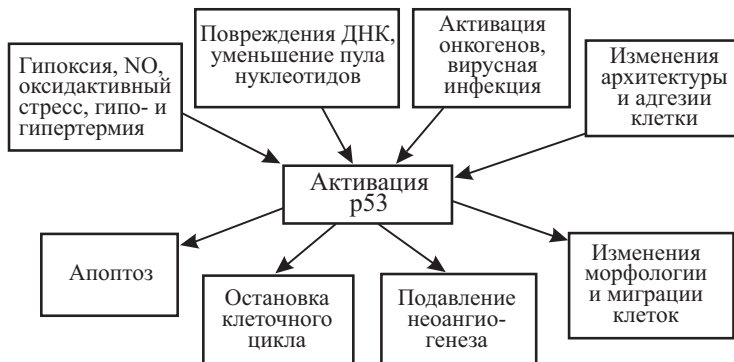 Гипоксия, NO,
оксидактивный
стресс, гипо- и
гипертермия
Повреждения ДНК,
уменьшение пула
нуклеотидов
Активация
онкогенов,
вирусная
инфекция
Изменения
архитектуры
и адгезии
клетки
Активация
р53
Апоптоз
Остановка
клеточного
цикла
Подавление
неоангио-
генеза
Изменения
морфологии
и миграции
клеток